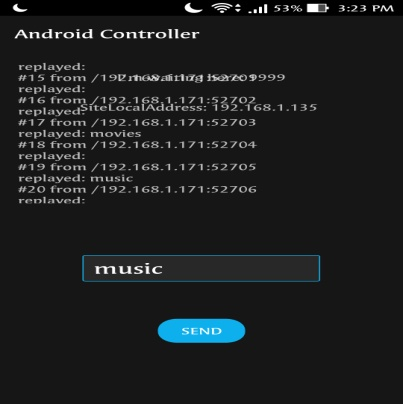 53% 3:23 PM
Android Controller
replayed:
#15 from /192.168.1.171:52701
I'm waiting here: 9999
replayed:
#16 from /192.168.1.171:52702
SiteLocalAddress: 192.168.1.135
replayed:
#17 from /192.168.1.171:52703
replayed: movies
#18 from /192.168.1.171:52704
replayed:
#19 from /192.168.1.171:52705
replayed: music
#20 from /192.168.1.171:52706
replayed:
music
SEND